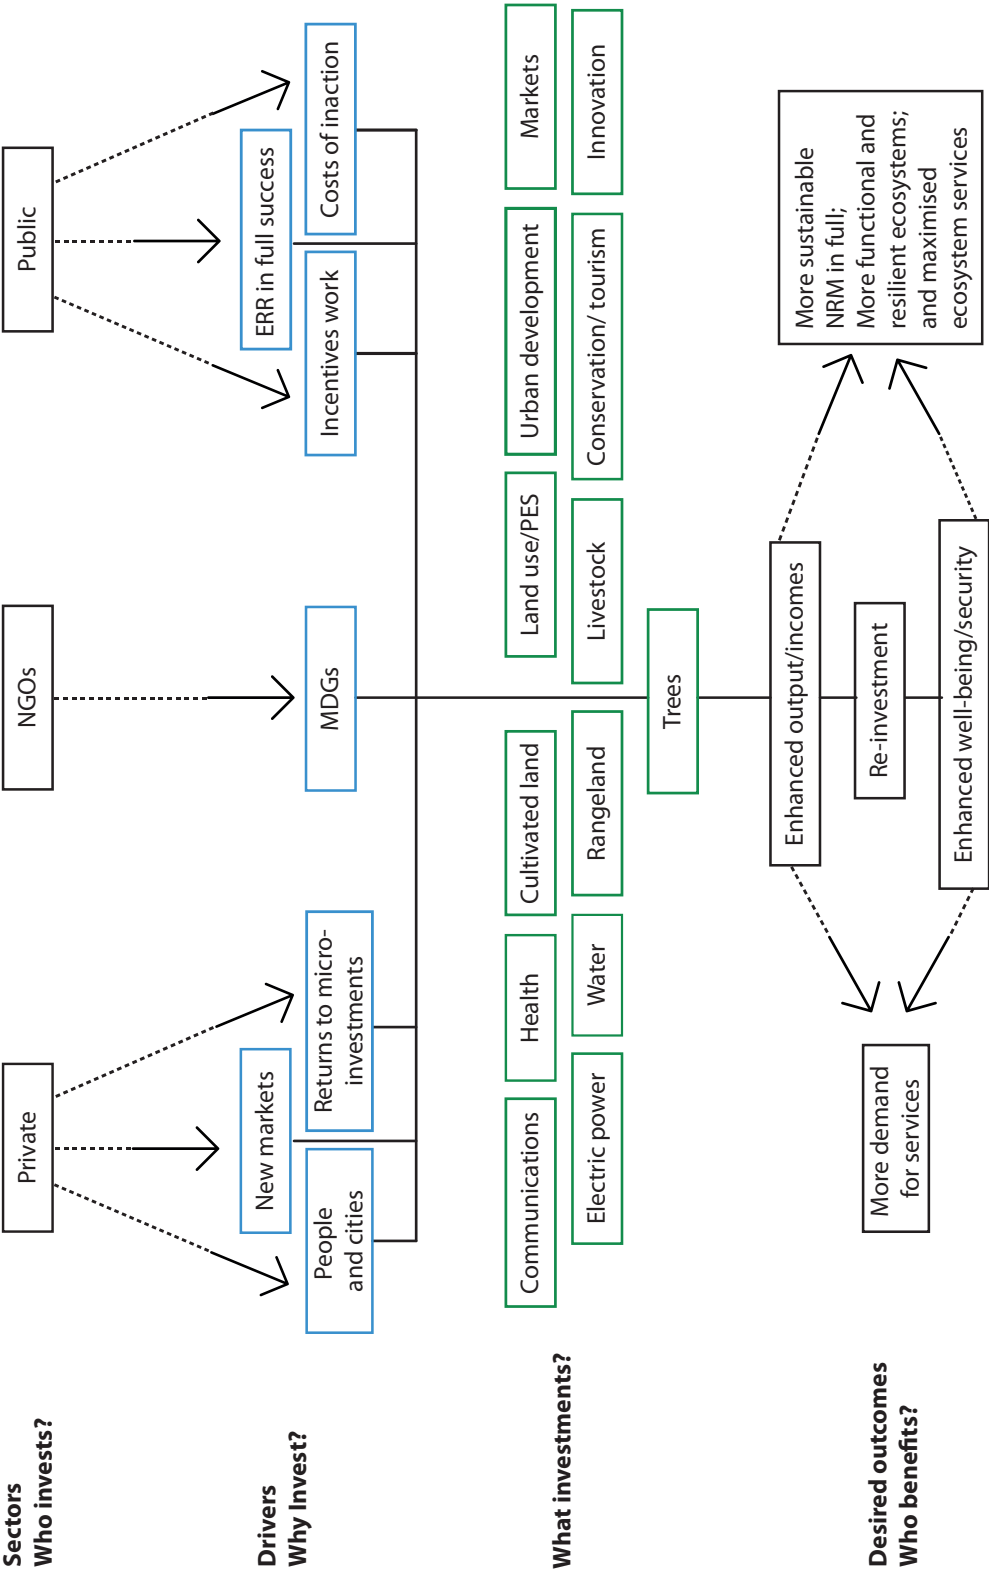 Sectors
Who invests?
Private
NGOs
Public
Drivers
Why Invest?
People
and cities
New markets
Returns to micro-
investments
MDGs
Incentives work
ERR in full success
Costs of inaction
What investments?
Communications
Health
Cultivated land
Land use/PES
Urban development
Markets
Electric power
Water
Rangeland
Livestock
Conservation/ tourism
Innovation
Trees
Desired outcomes
Who benefits?
More demand
for services
Enhanced output/incomes
Re-investment
Enhanced well-being/security
More sustainable
NRM in full;
More functional and
resilient ecosystems;
and maximised
ecosystem services